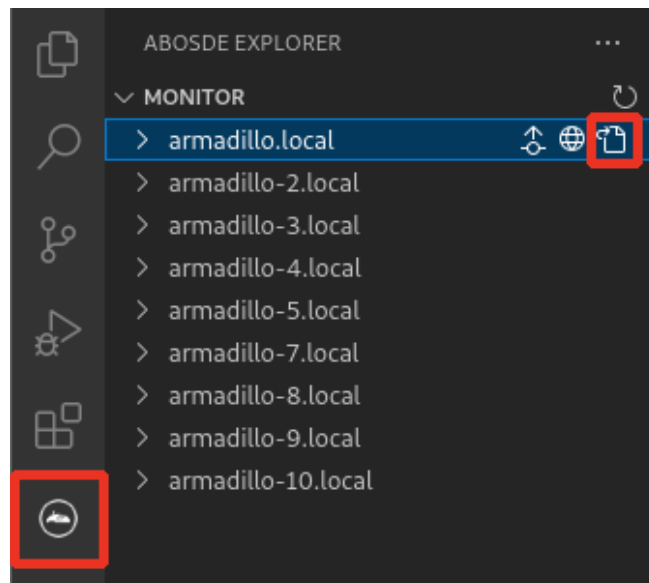 ABOSDE EXPLORER
MONITOR
armadillo.local
armadillo-2.local
armadillo-3.local
armadillo-4.local
armadillo-5.local
armadillo-7.local
armadillo-8.local
armadillo-9.local
armadillo-10.local